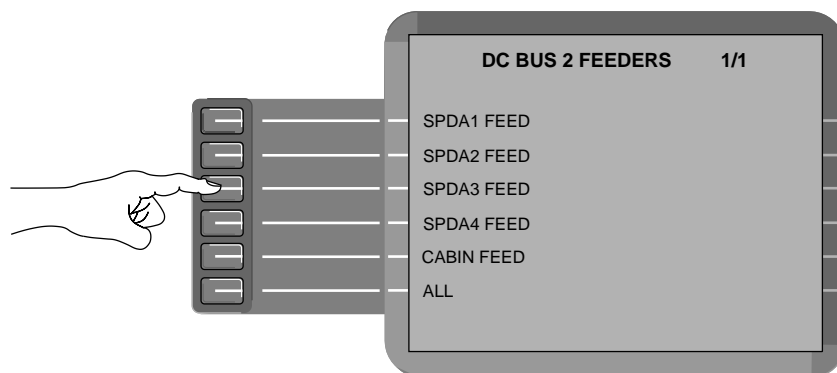 DC BUS 2 FEEDERS 1/1
SPDA1 FEED
SPDA2 FEED
SPDA3 FEED
SPDA4 FEED
CABIN FEED
ALL